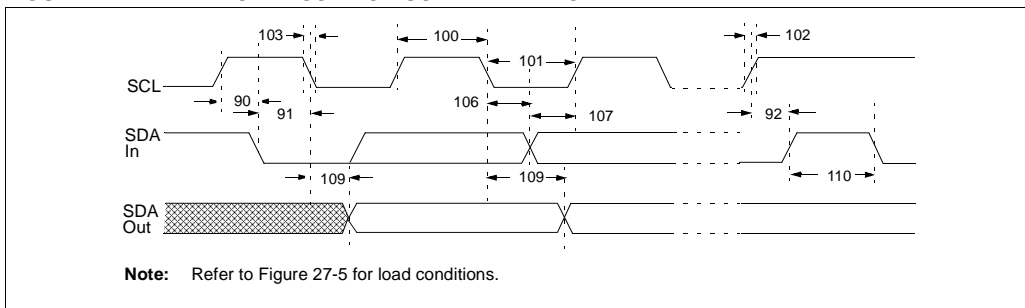 103
100
101
102
SCL
90
91
106
107
92
SDA
In
109
109
110
SDA
Out
Note: Refer to Figure 27-5 for load conditions.